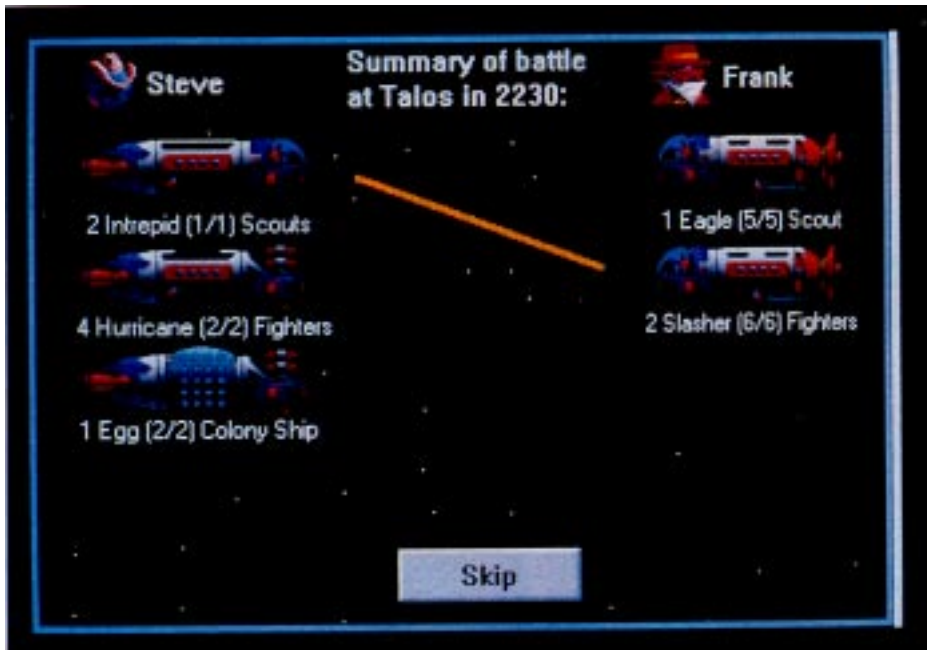 Steve
Summary of battle
at Talos in 2230:
Frank
2 Intrepid (1/1) Scouts
4 Hurricane (2/2) Fighters
1 Egg (2/2) Colony Ship
1 Eagle (5/5) Scout
2 Slasher (6/6) Fighters
Skip